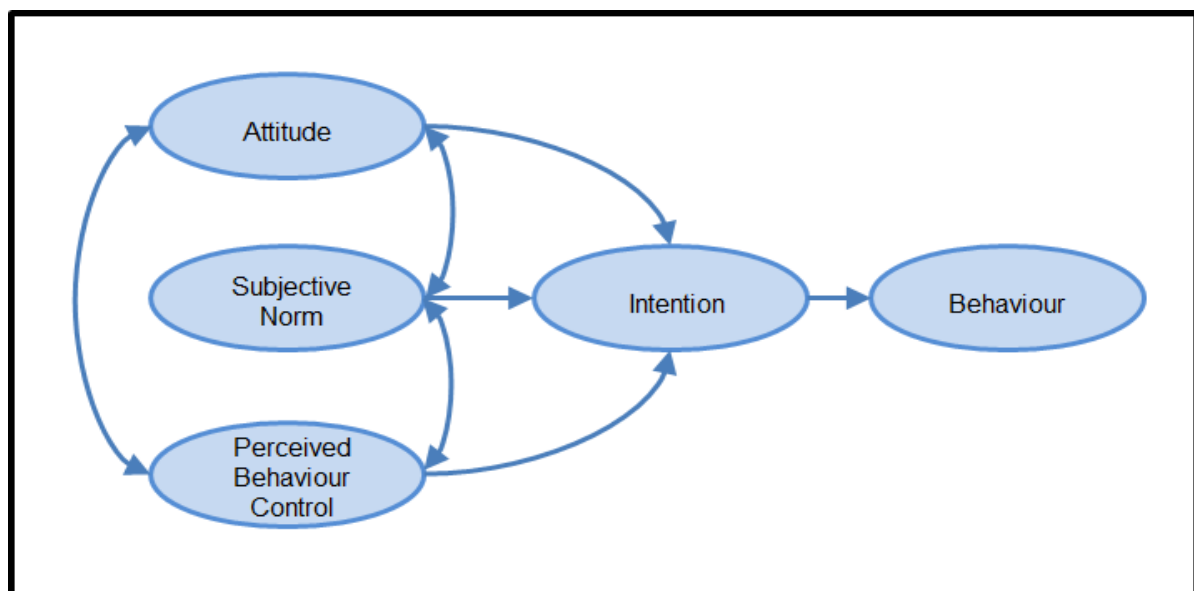 Attitude
Subjective
Norm
Intention
Behaviour
Perceived
Behaviour
Control